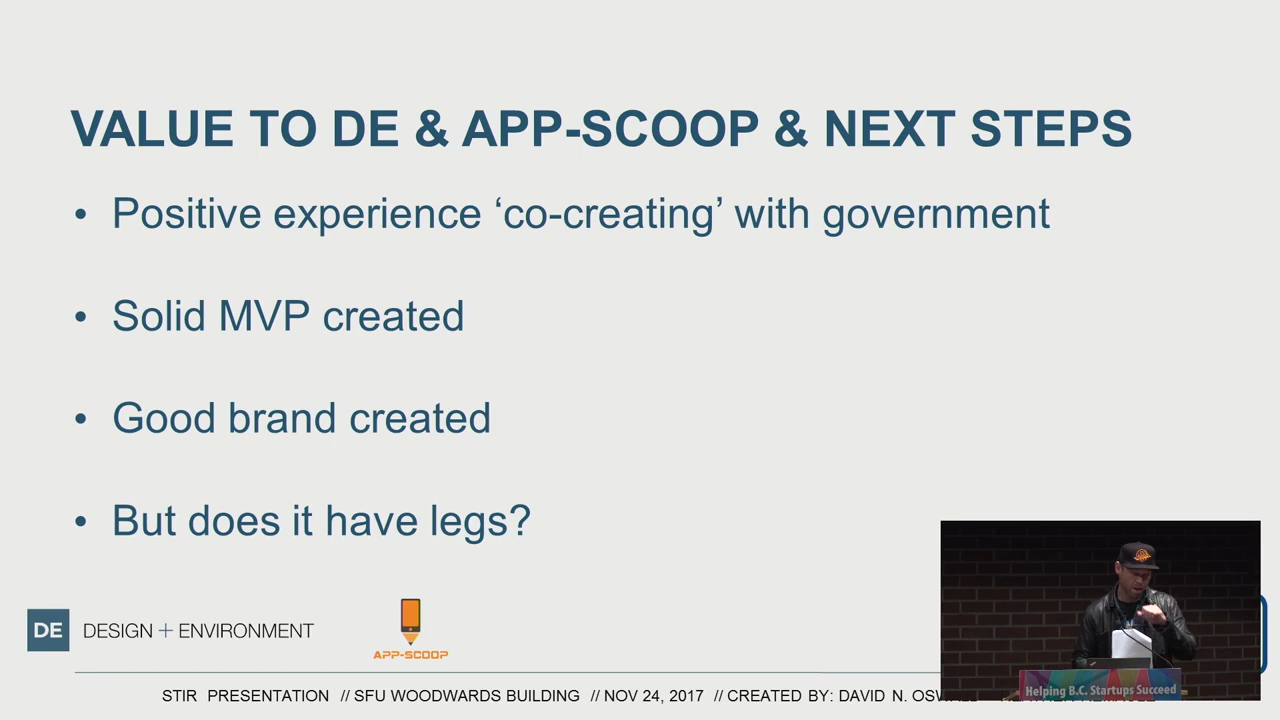 VALUE TO DE & APP-SCOOP & NEXT STEPS
• Positive experience ‘co-creating’ with government
• Solid MVP created
• Good brand created
• But does it have legs?
DE DESIGN + ENVIRONMENT
APP-SCOOP
Helping B.C. Startups Succeed
STIR PRESENTATION // SFU WOODWARDS BUILDING // NOV 24, 2017 // CREATED BY: DAVID N.